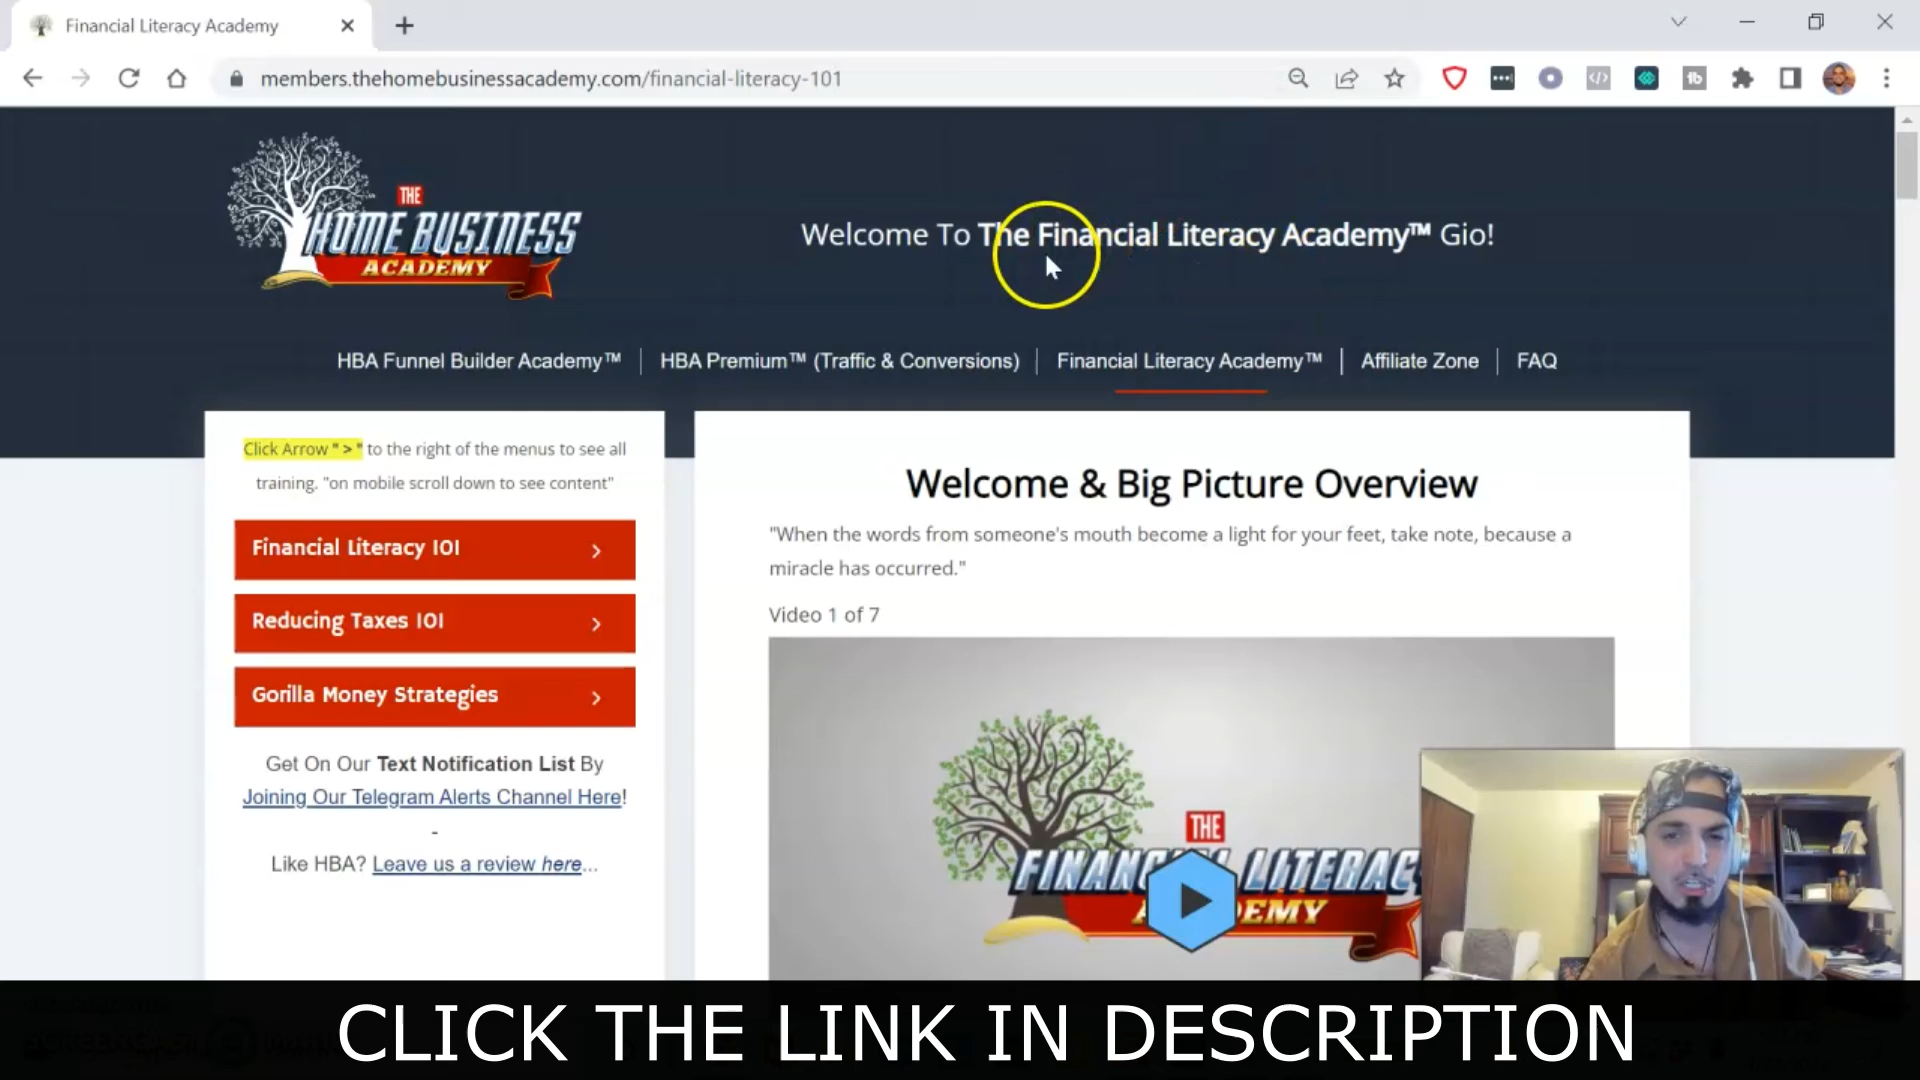 Financial Literacy Academy
members.thehomebusinessacademy.com/financial-literacy-101
THE
HOME BUSINESS
ACADEMY
Welcome To The Financial Literacy Academy™ Gio!
HBA Funnel Builder Academy™
HBA Premium™ (Traffic & Conversions)
Financial Literacy Academy™
Affiliate Zone
FAQ
Click Arrow " > " to the right of the menus to see all
training. "on mobile scroll down to see content"
Financial Literacy 101
Reducing Taxes 101
Gorilla Money Strategies
Get On Our Text Notification List By
Joining Our Telegram Alerts Channel Here!
-
Like HBA? Leave us a review here...
Welcome & Big Picture Overview
"When the words from someone's mouth become a light for your feet, take note, because a
miracle has occurred."
Video 1 of 7
THE
CLICK THE LINK IN DESCRIPTION